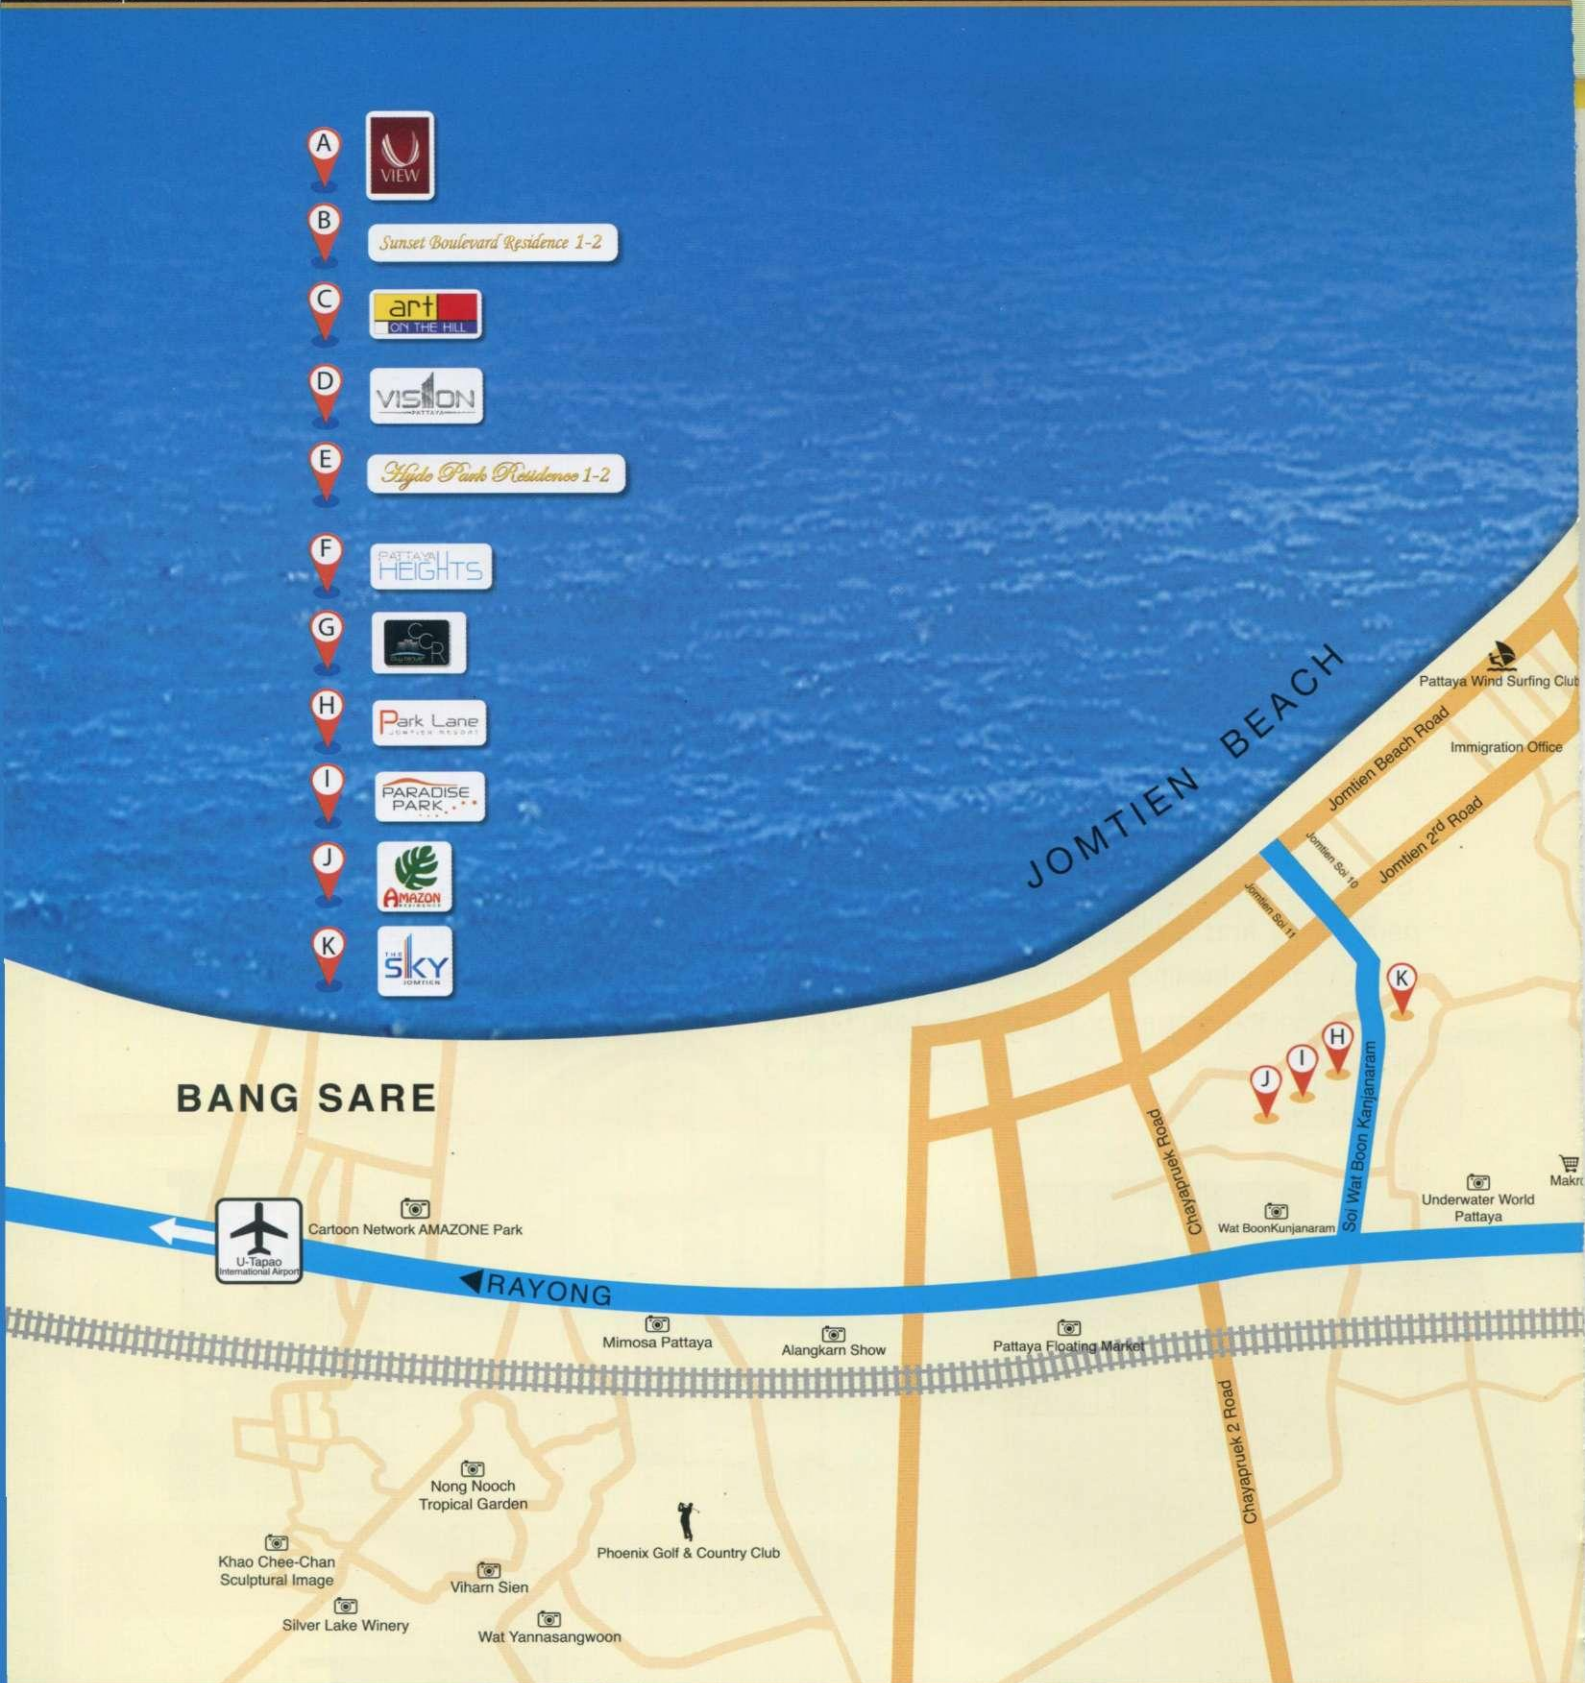 A
VIEW
B
Sunset Boulevard Residence 1-2
C
art
ON THE HILL
D
VISION
PATTAYA
E
Hyde Park Residence 1-2
F
PATTAYA
HEIGHTS
G
CCR
H
Park Lane
JOMTIEN RESORT
I
PARADISE
PARK
J
AMAZON
RESIDENCE
K
THE
SKY
JOMTIEN
JOMTIEN BEACH
Pattaya Wind Surfing Club
Jomtien Beach Road
Immigration Office
Jomtien 2rd Road
Jomtien Soi 10
Jomtien Soi 11
K
H
I
J
Soi Wat Boon Kanjanaram
Chayapruek Road
BANG SARE
Makro
Underwater World
Pattaya
Wat BoonKunjanaram
Cartoon Network AMAZONE Park
U-Tapao
International Airport
RAYONG
Mimosa Pattaya
Alangkarn Show
Pattaya Floating Market
Chayapruek 2 Road
Nong Nooch
Tropical Garden
Phoenix Golf & Country Club
Khao Chee-Chan
Sculptural Image
Viharn Sien
Silver Lake Winery
Wat Yannasangwoon